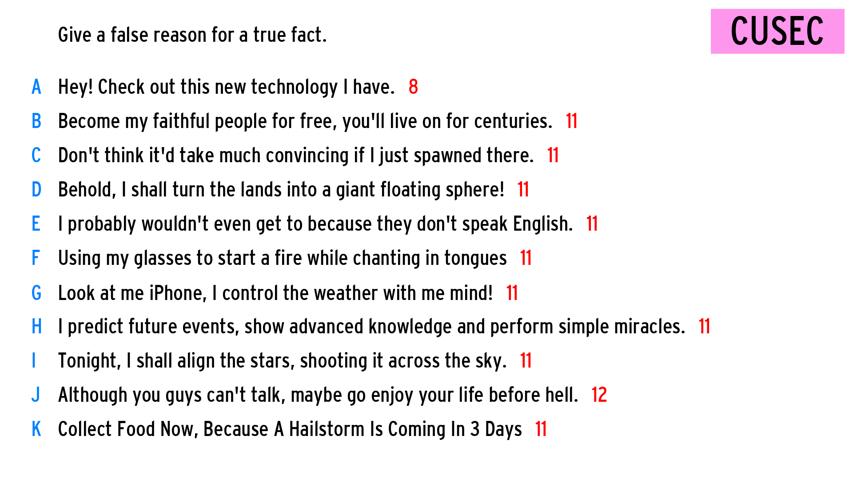 CUSEC
Give a false reason for a true fact.
A Hey! Check out this new technology I have. 8
B Become my faithful people for free, you'll live on for centuries. 11
C Don't think it'd take much convincing if I just spawned there. 11
D Behold, I shall turn the lands into a giant floating sphere! 11
E I probably wouldn't even get to because they don't speak English. 11
F Using my glasses to start a fire while chanting in tongues 11
G Look at me iPhone, I control the weather with me mind! 11
H I predict future events, show advanced knowledge and perform simple miracles. 11
I Tonight, I shall align the stars, shooting it across the sky. 11
J Although you guys can't talk, maybe go enjoy your life before hell. 12
K Collect Food Now, Because A Hailstorm Is Coming In 3 Days 11